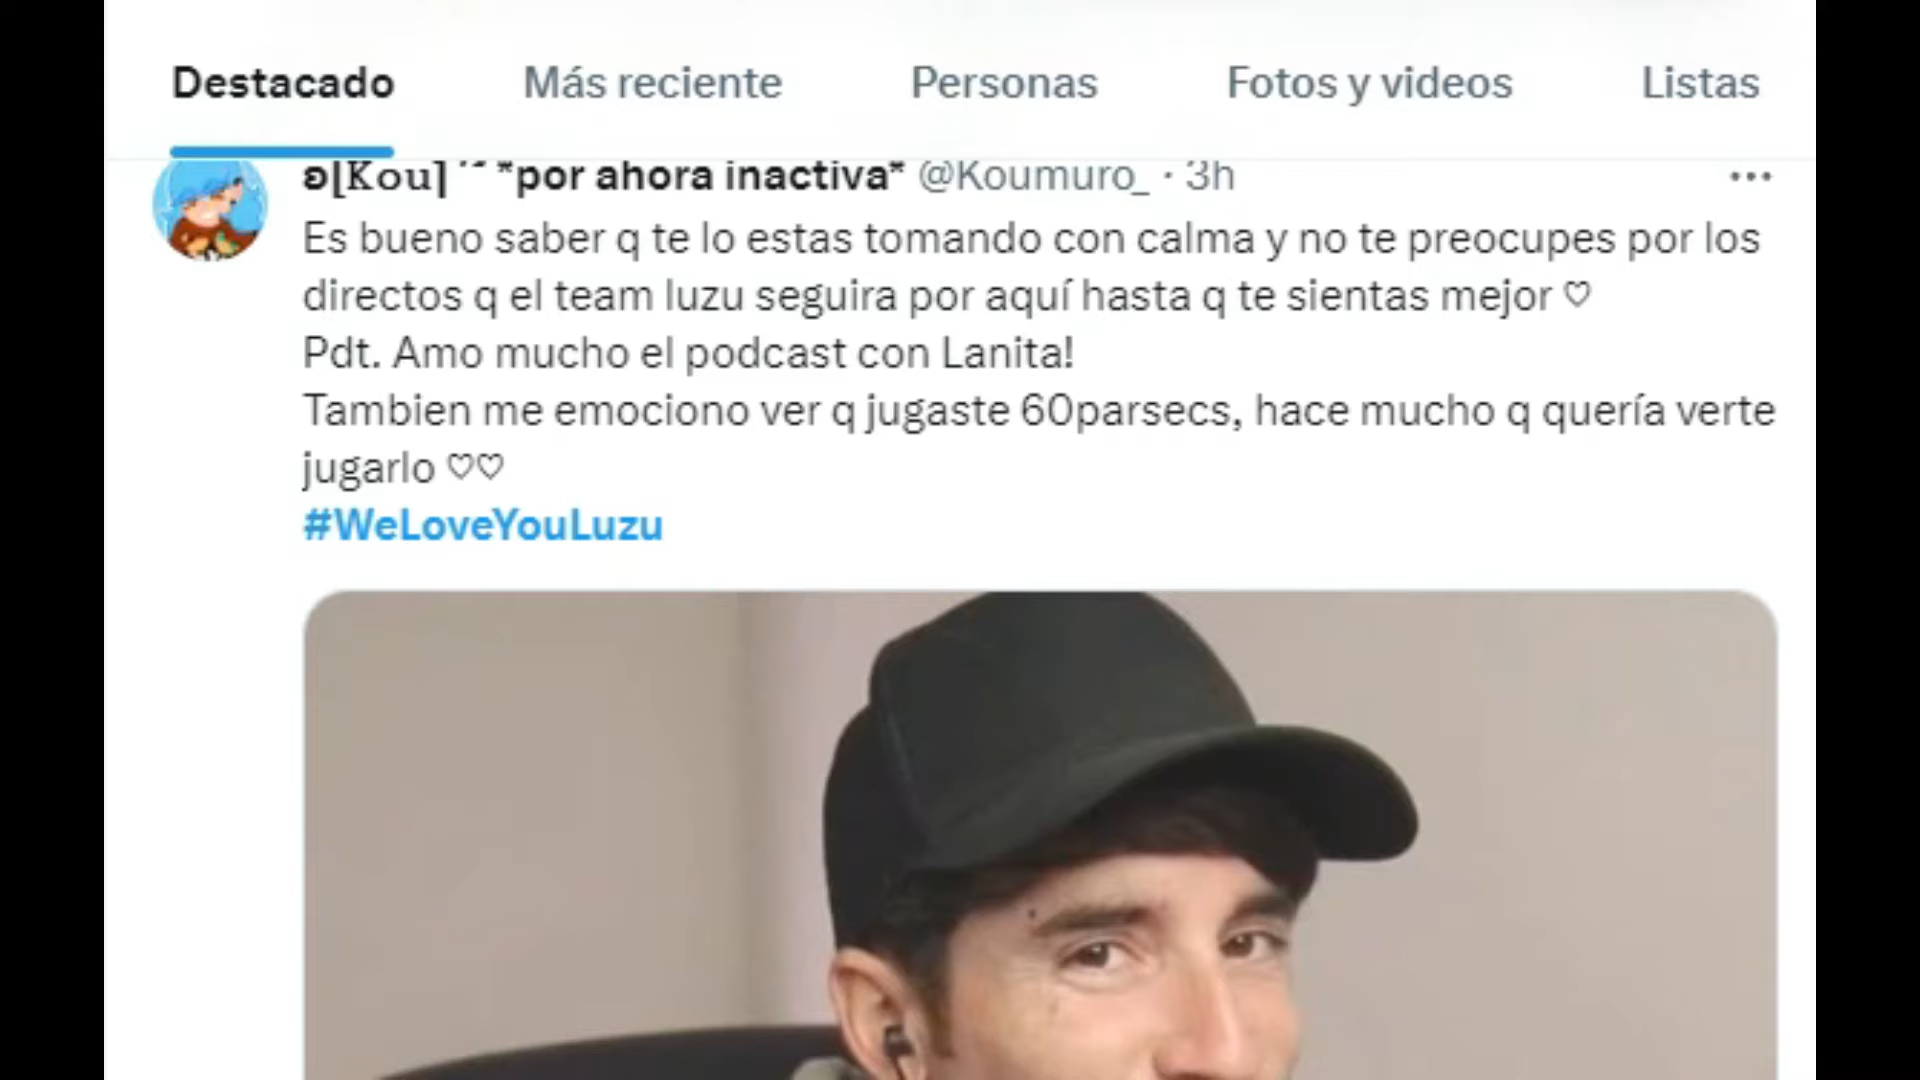 Destacado Más reciente Personas Fotos y videos Listas
ʚ⁅Kou⁆ ˊˊ *por ahora inactiva* @Koumuro_ · 3h
Es bueno saber q te lo estas tomando con calma y no te preocupes por los
directos q el team luzu seguira por aquí hasta q te sientas mejor ♡
Pdt. Amo mucho el podcast con Lanita!
Tambien me emociono ver q jugaste 60parsecs, hace mucho q quería verte
jugarlo ♡♡
#WeLoveYouLuzu